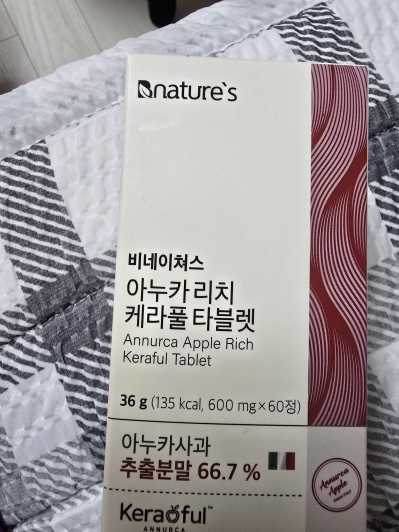 Bnature's
비네이쳐스
아누카 리치
케라풀 타블렛
Annurca Apple Rich
Keraful Tablet
36 g (135 kcal, 600 mg×60정)
아누카사과
추출분말 66.7 %
Annurca
Apple
Keraoful™
ANNURCA